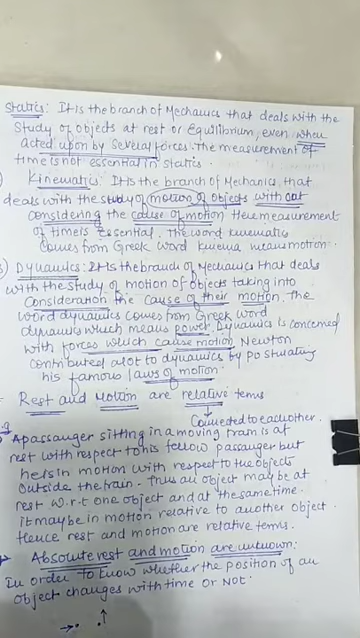 Statics: It is the branch of Mechanics that deals with the
Study of objects at rest or Equilibrium, even when
acted upon by several forces. The measurement of
time is not essential in Statics.
Kinematics: It is the branch of Mechanics that
deals with the study of motion of objects with out
considering the cause of motion Here measurement
of time is Essential. The word kinematics
comes from Greek word means motion.
Dynamics: It is the branch of Mechanics that deals
with the study of motion of objects taking into
Consideration the cause of their motion. The
word dynamics comes from Greek word
dynamis which means power. Dynamics is concerned
with forces which cause motion Newton
contributed a lot to dynamics by postulating
his famous laws of motion.
Rest and Motion are relative terms
Connected to each other.
A passanger sitting in a moving train is at
rest with respect to his fellow passanger but
he is in motion with respect to the objects
outside the train. Thus an object may be at
rest w.r.t one object and at the same time
it may be in motion relative to another object.
Hence rest and motion are relative terms.
Absolute rest and motion are unknown:
In order to know whether the position of an
object changes with time or Not.